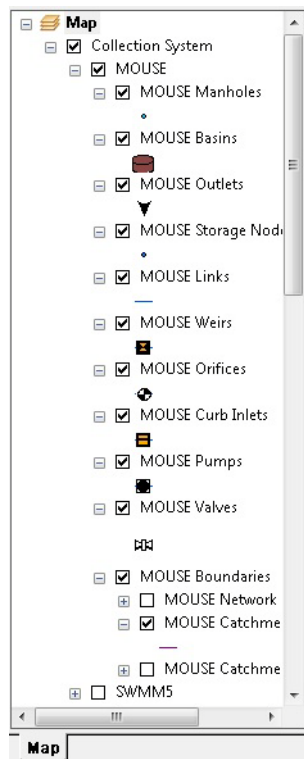 Map
Collection System
MOUSE
MOUSE Manholes
MOUSE Basins
MOUSE Outlets
MOUSE Storage Nod
MOUSE Links
MOUSE Weirs
MOUSE Orifices
MOUSE Curb Inlets
MOUSE Pumps
MOUSE Valves
MOUSE Boundaries
MOUSE Network
MOUSE Catchme
MOUSE Catchme
SWMM5
Map